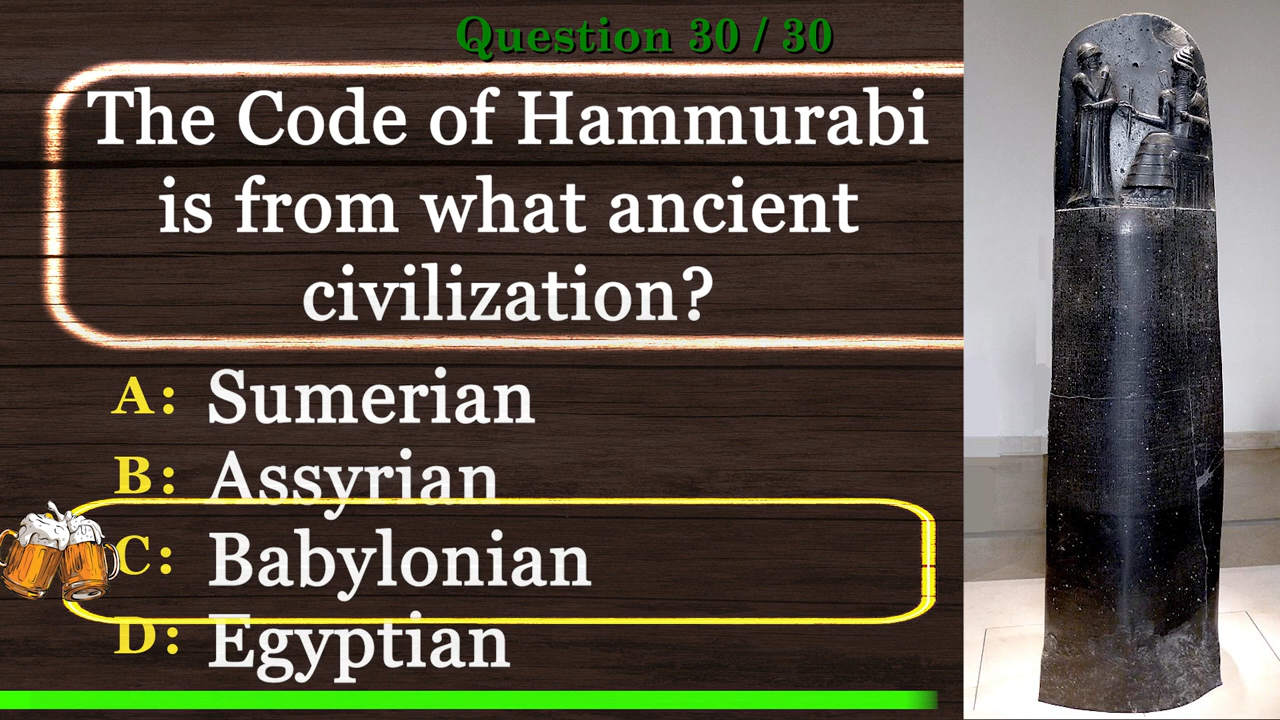 Question 30 / 30
The Code of Hammurabi
is from what ancient
civilization?
A: Sumerian
B: Assyrian
C: Babylonian
D: Egyptian